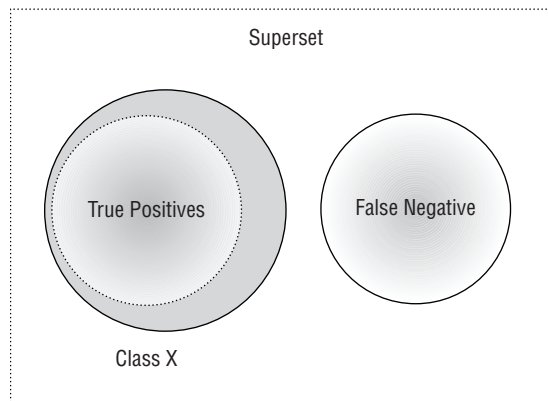 Superset
True Positives
False Negative
Class X